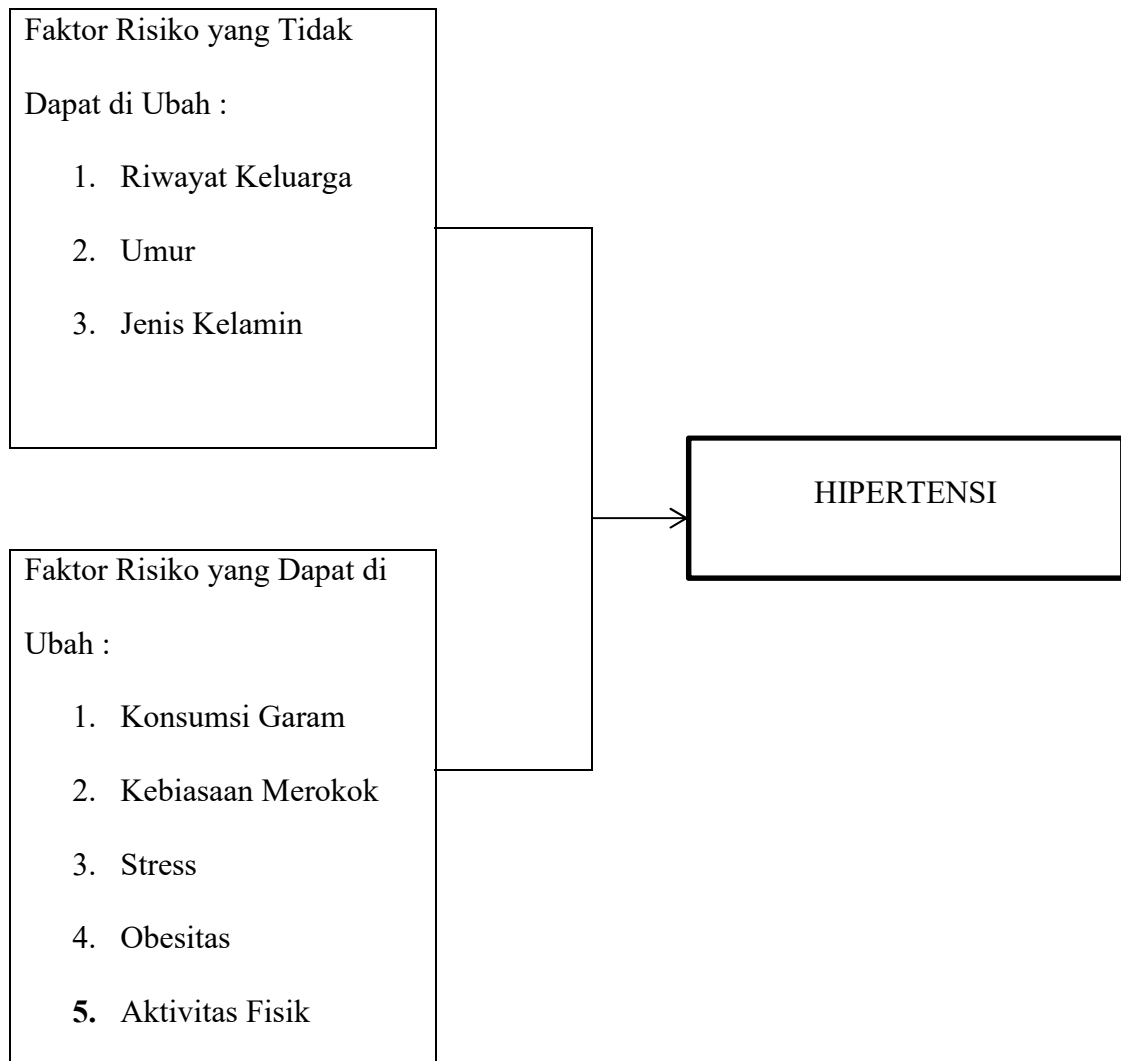 Faktor Risiko yang Tidak
Dapat di Ubah :
1. Riwayat Keluarga
2. Umur
3. Jenis Kelamin
HIPERTENSI
Faktor Risiko yang Dapat di
Ubah :
1. Konsumsi Garam
2. Kebiasaan Merokok
3. Stress
4. Obesitas
5. Aktivitas Fisik